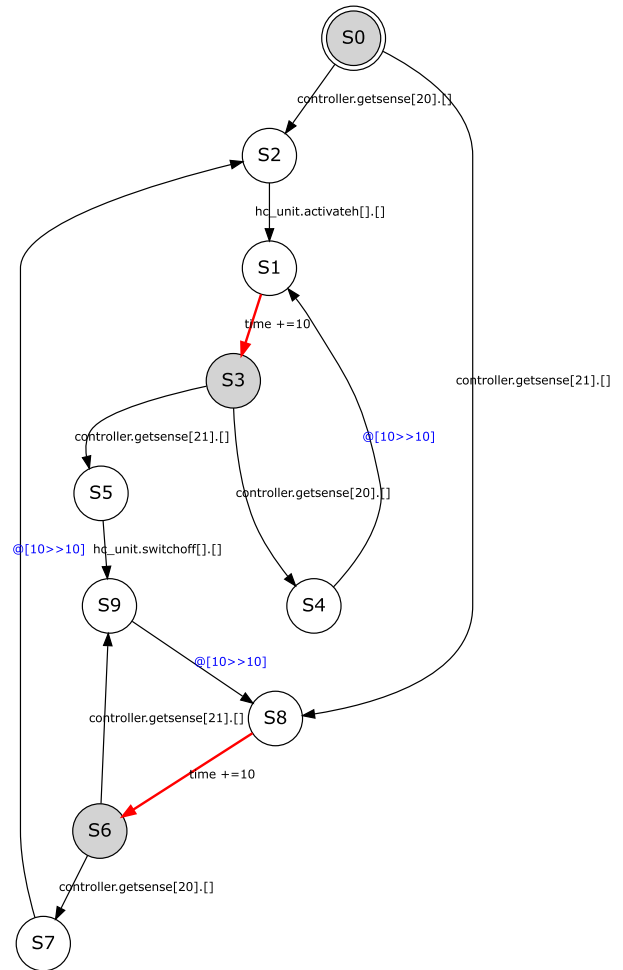 S0
controller.getsense[20].[]
S2
hc_unit.activateh[].[]
S1
time +=10
S3
controller.getsense[21].[]
controller.getsense[21].[]
@[10>>10]
S5
controller.getsense[20].[]
@[10>>10]
hc_unit.switchoff[].[]
S9
S4
@[10>>10]
controller.getsense[21].[]
S8
time +=10
S6
controller.getsense[20].[]
S7